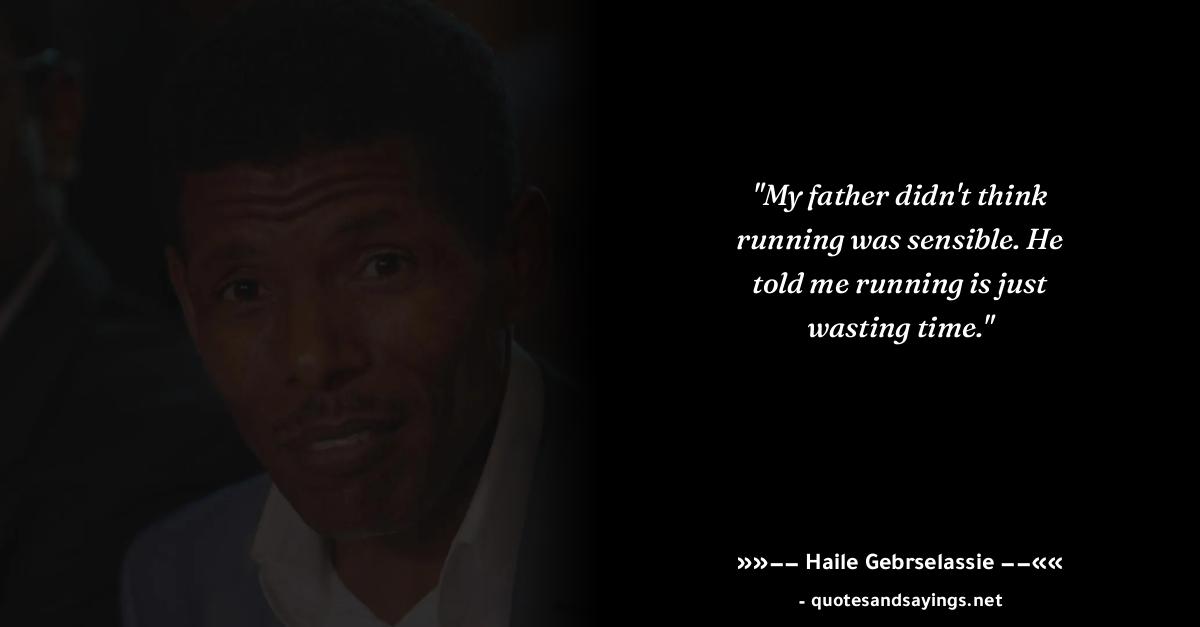 "My father didn't think
running was sensible. He
told me running is just
wasting time."
»»–– Haile Gebrselassie ––««
- quotesandsayings.net